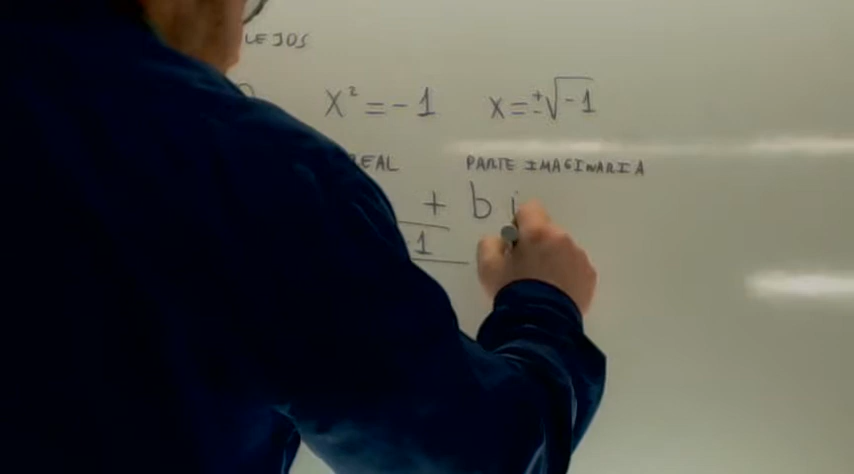 LEJOS
x² = -1 x = ±√-1
REAL PARTE IMAGINARIA
+ b i
1